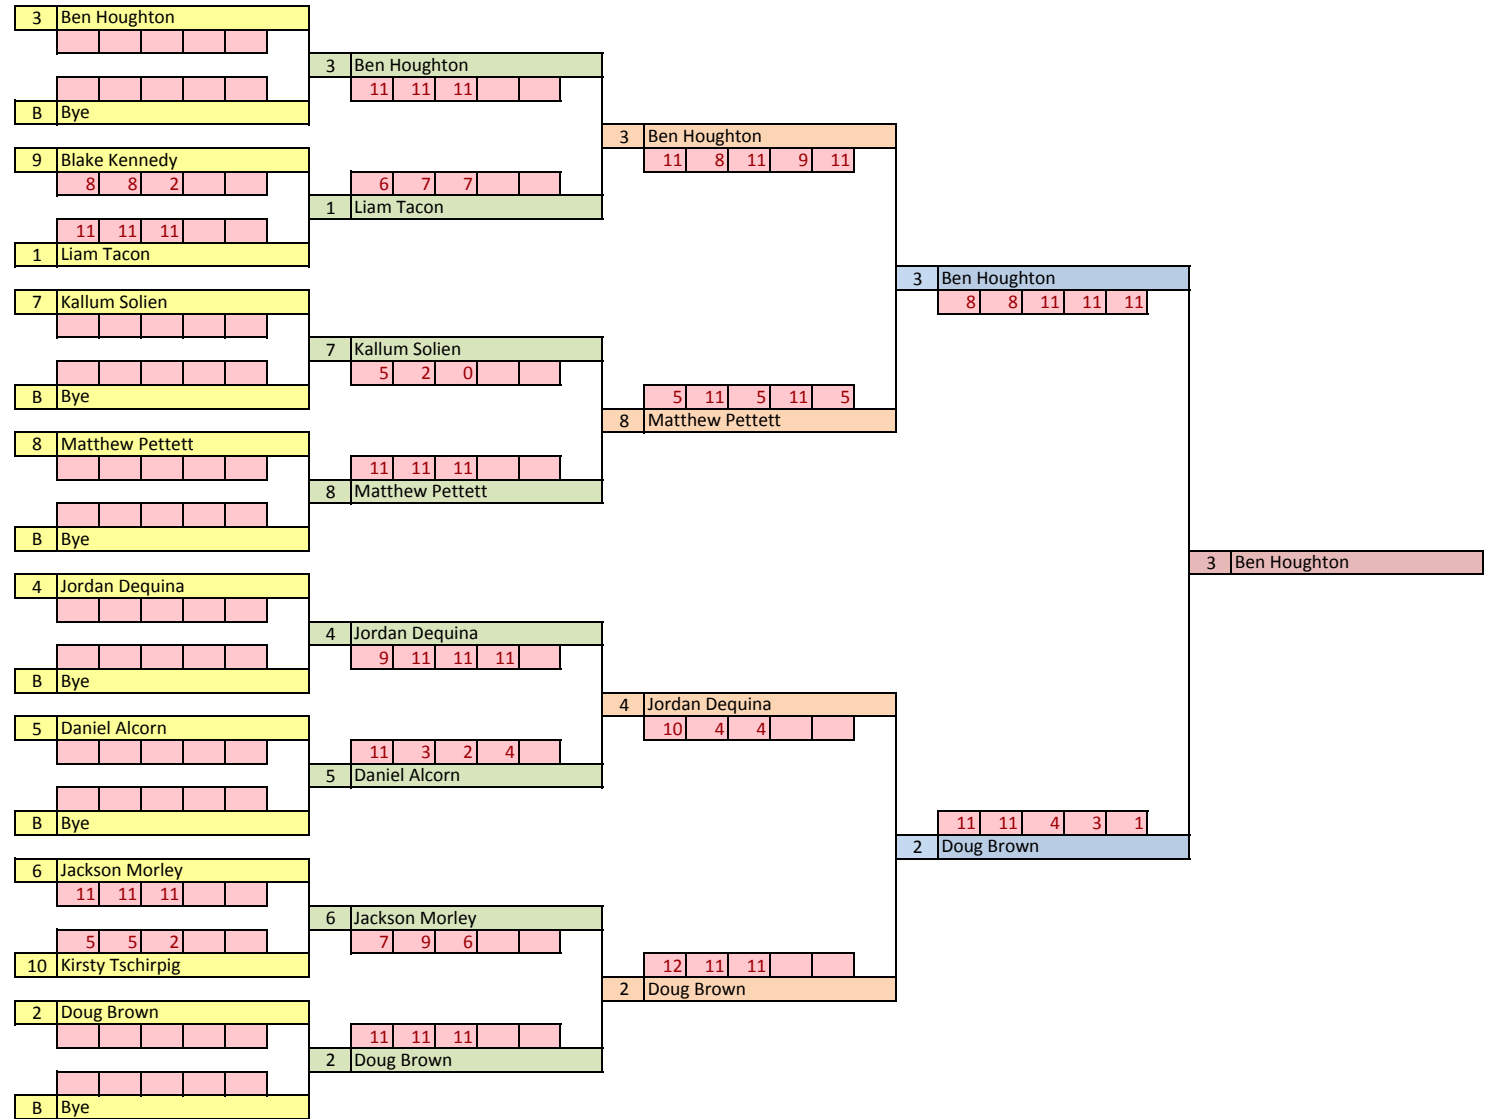 3 Ben Houghton
3 Ben Houghton
11 11 11
B Bye
3 Ben Houghton
9 Blake Kennedy
11 8 11 9 11
8 8 2
6 7 7
1 Liam Tacon
11 11 11
1 Liam Tacon
3 Ben Houghton
7 Kallum Solien
8 8 11 11 11
7 Kallum Solien
5 2 0
B Bye
5 11 5 11 5
8 Matthew Pettett
8 Matthew Pettett
11 11 11
8 Matthew Pettett
B Bye
3 Ben Houghton
4 Jordan Dequina
4 Jordan Dequina
9 11 11 11
B Bye
4 Jordan Dequina
5 Daniel Alcorn
10 4 4
11 3 2 4
5 Daniel Alcorn
B Bye
11 11 4 3 1
2 Doug Brown
6 Jackson Morley
11 11 11
6 Jackson Morley
5 5 2
7 9 6
10 Kirsty Tschirpig
12 11 11
2 Doug Brown
2 Doug Brown
11 11 11
2 Doug Brown
B Bye